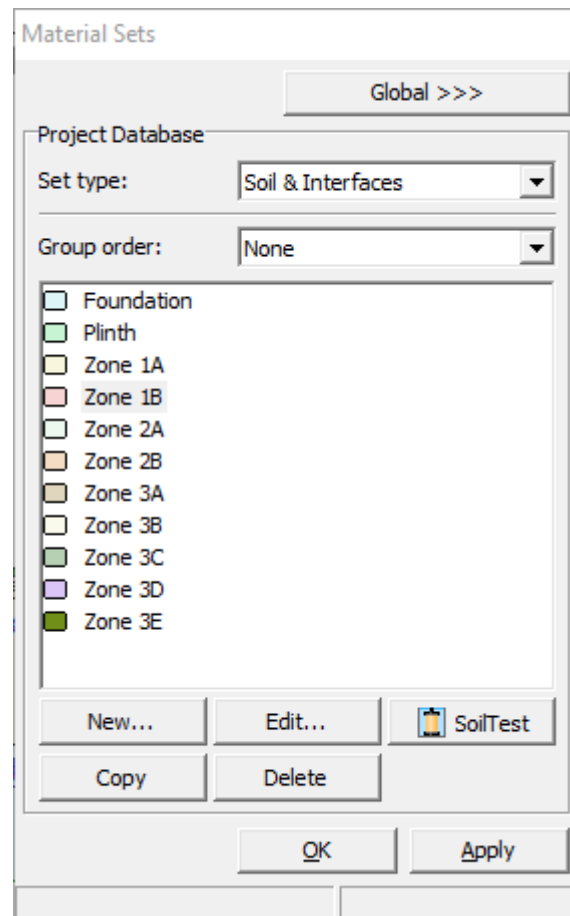 Material Sets
Global >>>
Project Database
Set type: Soil & Interfaces
Group order: None
Foundation
Plinth
Zone 1A
Zone 1B
Zone 2A
Zone 2B
Zone 3A
Zone 3B
Zone 3C
Zone 3D
Zone 3E
New... Edit... SoilTest
Copy Delete
OK Apply